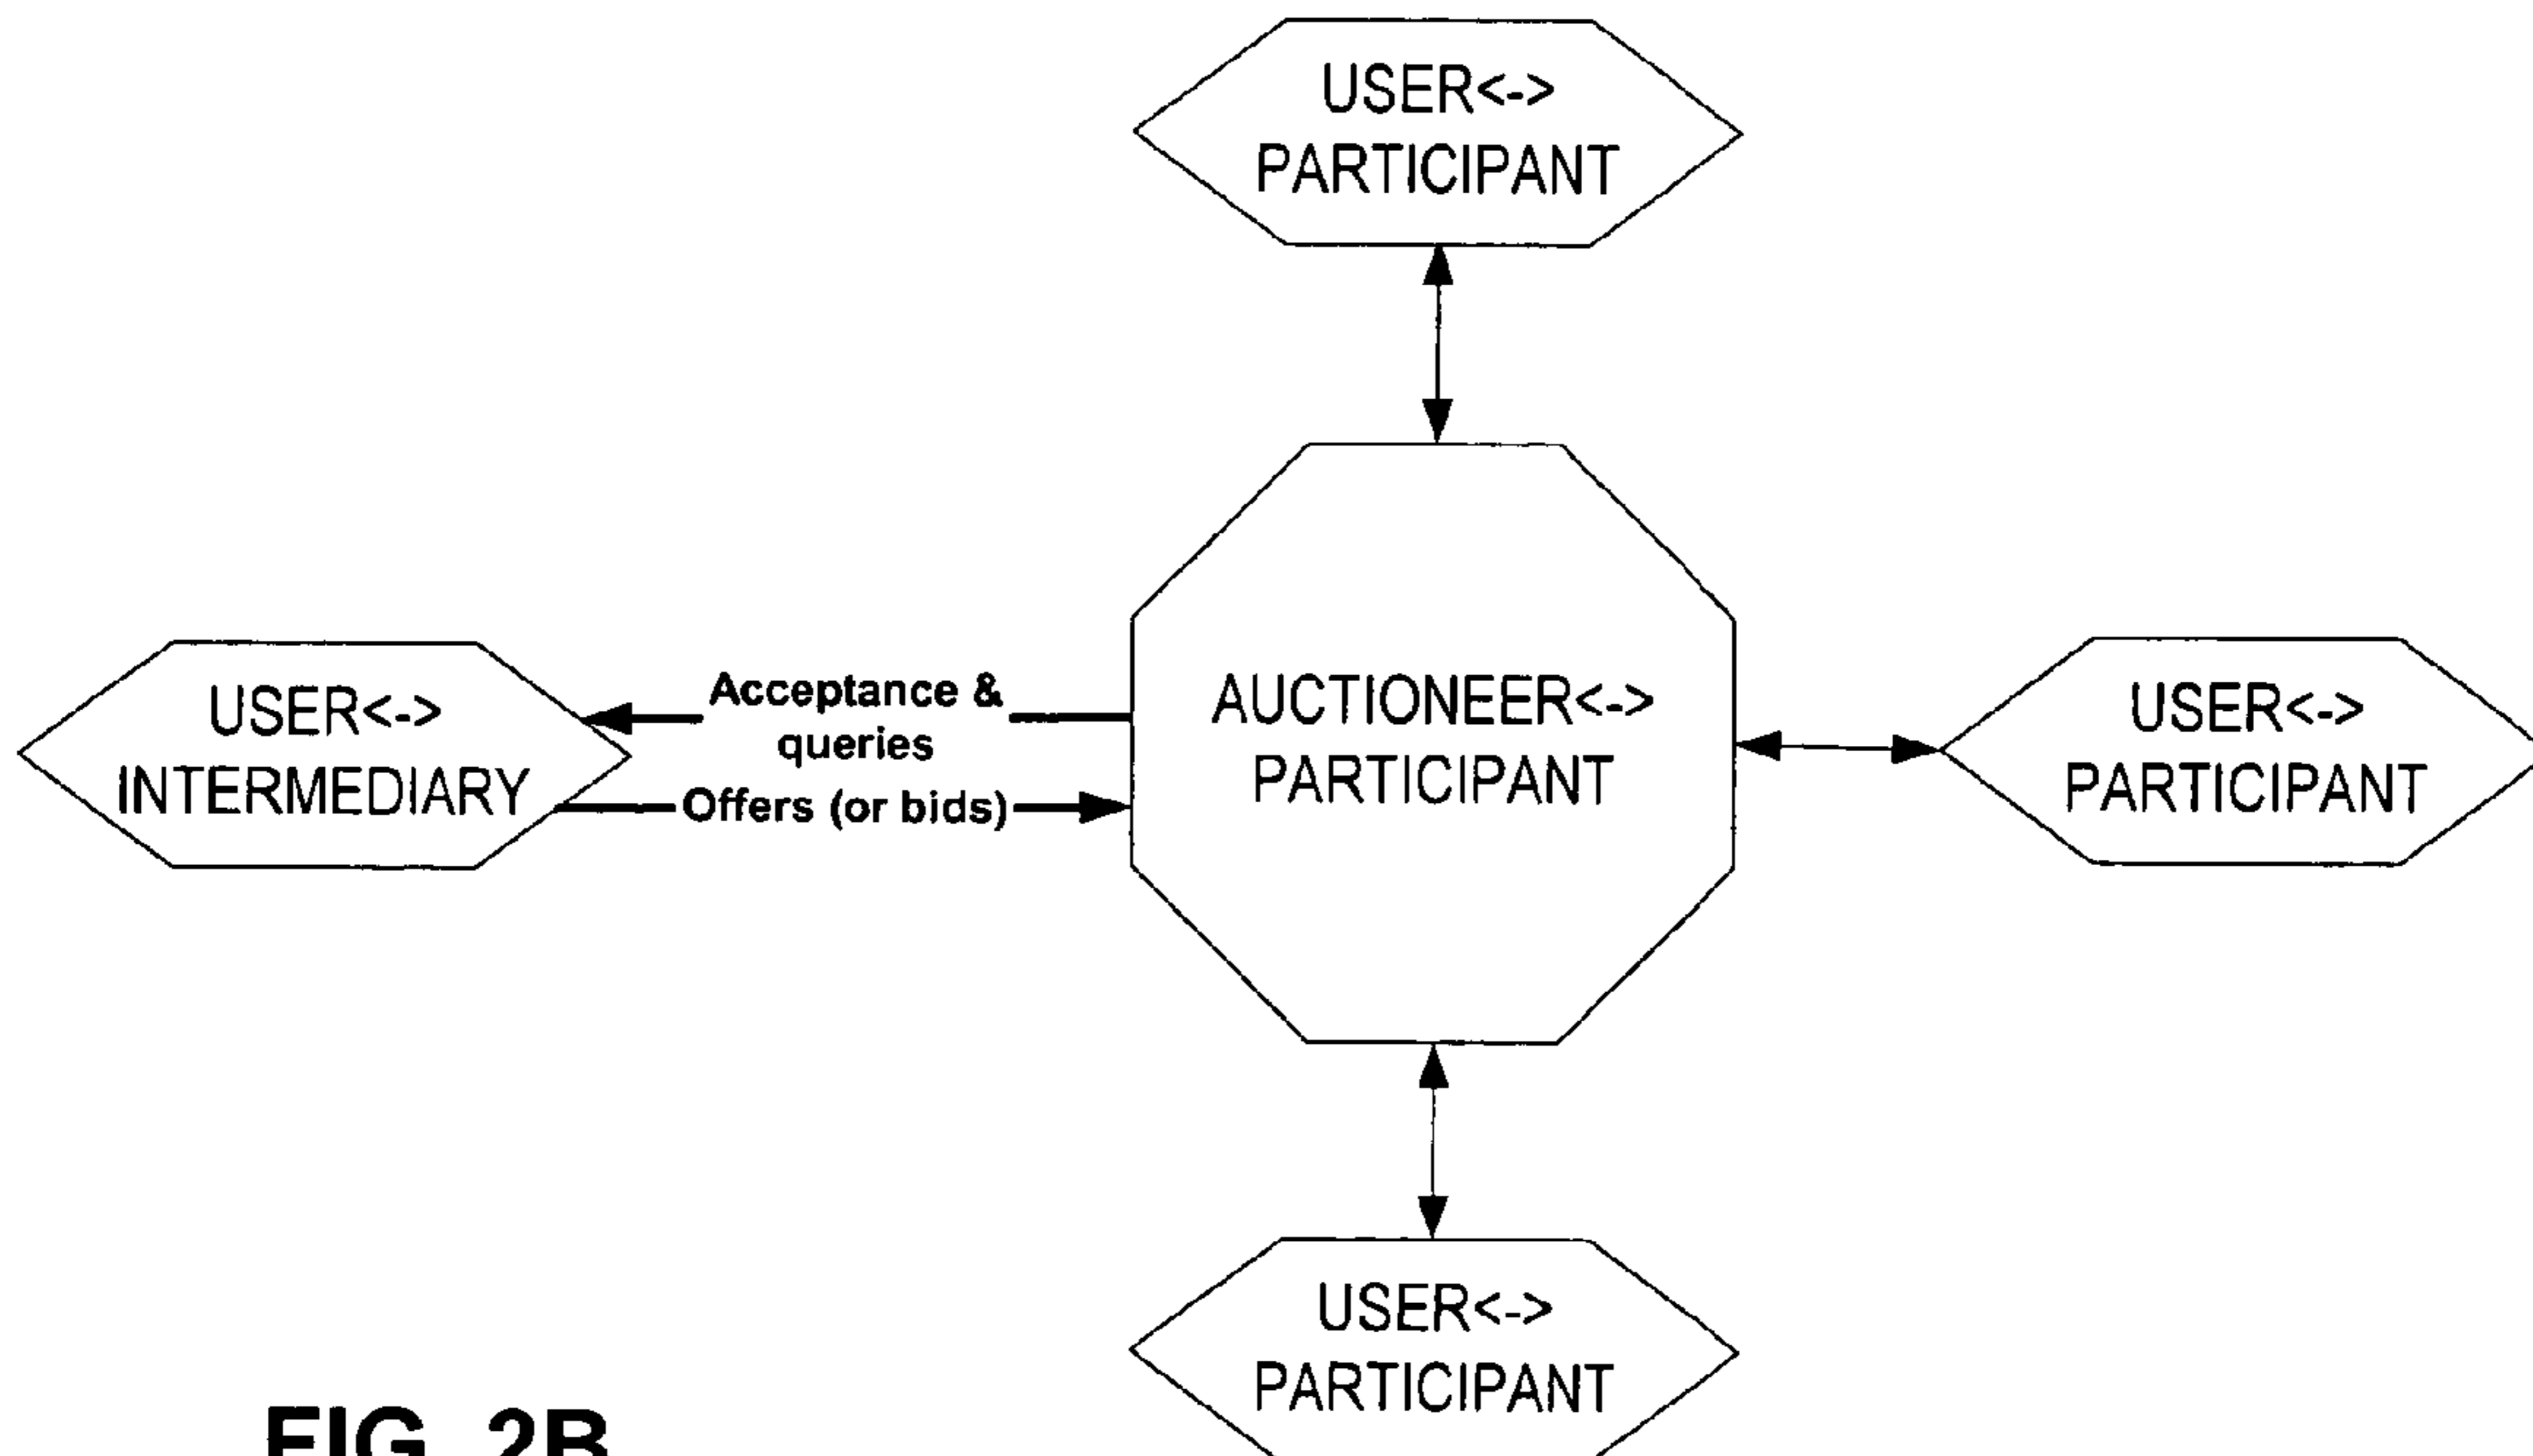 USER<->
PARTICIPANT
USER<->
INTERMEDIARY
Acceptance &
queries
Offers (or bids)
AUCTIONEER<->
PARTICIPANT
USER<->
PARTICIPANT
USER<->
PARTICIPANT
FIG. 2B